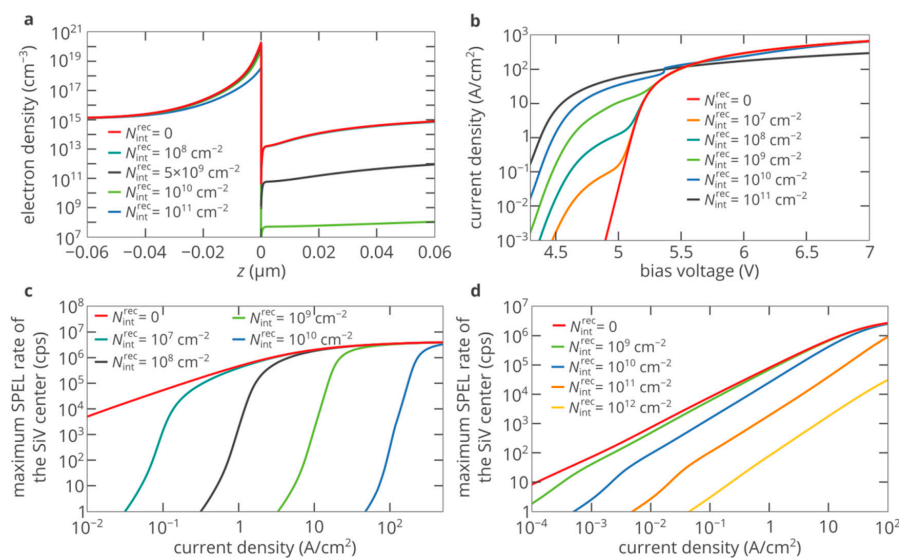 a
electron density (cm⁻³)
10²¹
10¹⁹
10¹⁷
10¹⁵
10¹³
10¹¹
10⁹
10⁷
N_int^rec = 0
N_int^rec = 10⁸ cm⁻²
N_int^rec = 5×10⁹ cm⁻²
N_int^rec = 10¹⁰ cm⁻²
N_int^rec = 10¹¹ cm⁻²
−0.06 −0.04 −0.02 0 0.02 0.04 0.06
z (μm)
b
current density (A/cm²)
10³
10²
10
1
10⁻¹
10⁻²
10⁻³
N_int^rec = 0
N_int^rec = 10⁷ cm⁻²
N_int^rec = 10⁸ cm⁻²
N_int^rec = 10⁹ cm⁻²
N_int^rec = 10¹⁰ cm⁻²
N_int^rec = 10¹¹ cm⁻²
4.5 5 5.5 6 6.5 7
bias voltage (V)
c
maximum SPEL rate of
the SiV center (cps)
10⁸
10⁷
10⁶
10⁵
10⁴
10³
10²
10
1
N_int^rec = 0
N_int^rec = 10⁷ cm⁻²
N_int^rec = 10⁸ cm⁻²
N_int^rec = 10⁹ cm⁻²
N_int^rec = 10¹⁰ cm⁻²
10⁻² 10⁻¹ 1 10 10²
current density (A/cm²)
d
maximum SPEL rate of
the SiV center (cps)
10⁷
10⁶
10⁵
10⁴
10³
10²
10
1
N_int^rec = 0
N_int^rec = 10⁹ cm⁻²
N_int^rec = 10¹⁰ cm⁻²
N_int^rec = 10¹¹ cm⁻²
N_int^rec = 10¹² cm⁻²
10⁻⁴ 10⁻³ 10⁻² 10⁻¹ 1 10 10²
current density (A/cm²)